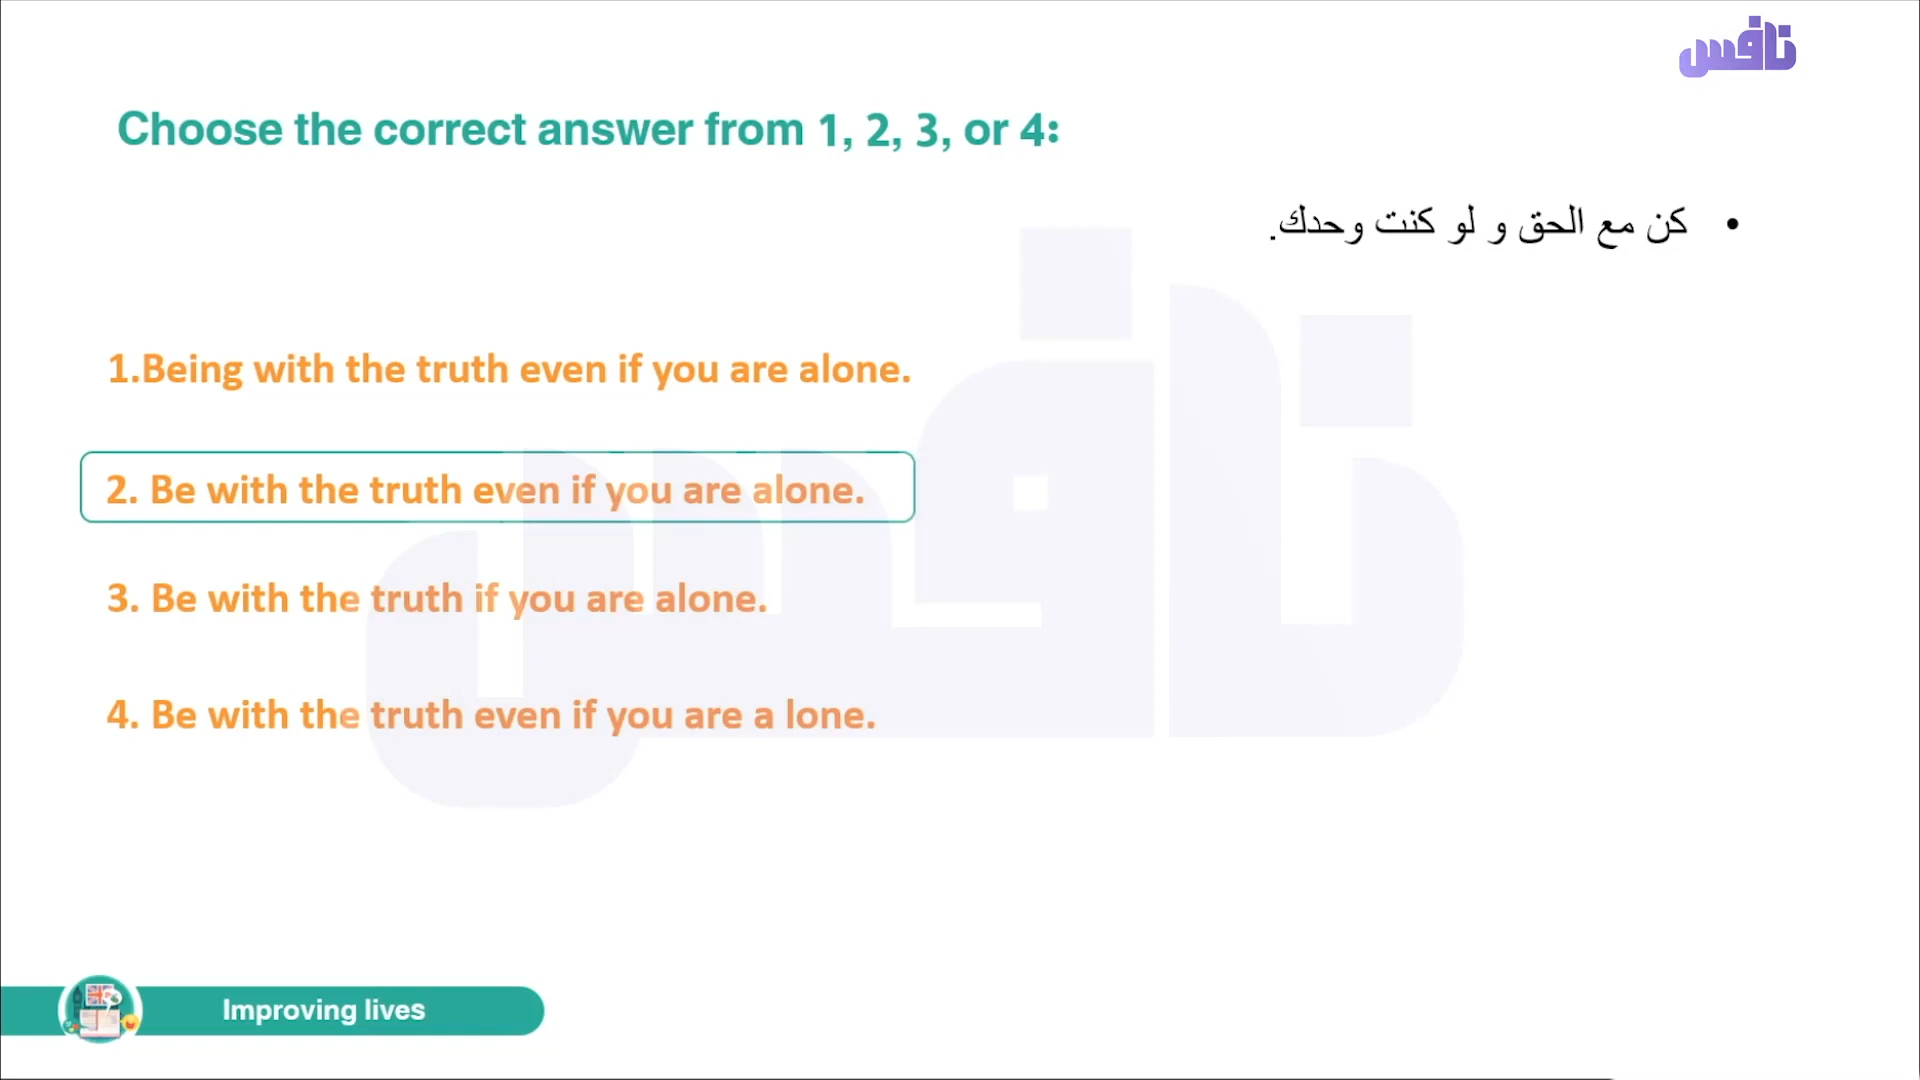 نافس
Choose the correct answer from 1, 2, 3, or 4:
• كن مع الحق و لو كنت وحدك.
1.Being with the truth even if you are alone.
2. Be with the truth even if you are alone.
3. Be with the truth if you are alone.
4. Be with the truth even if you are a lone.
نافس
Improving lives